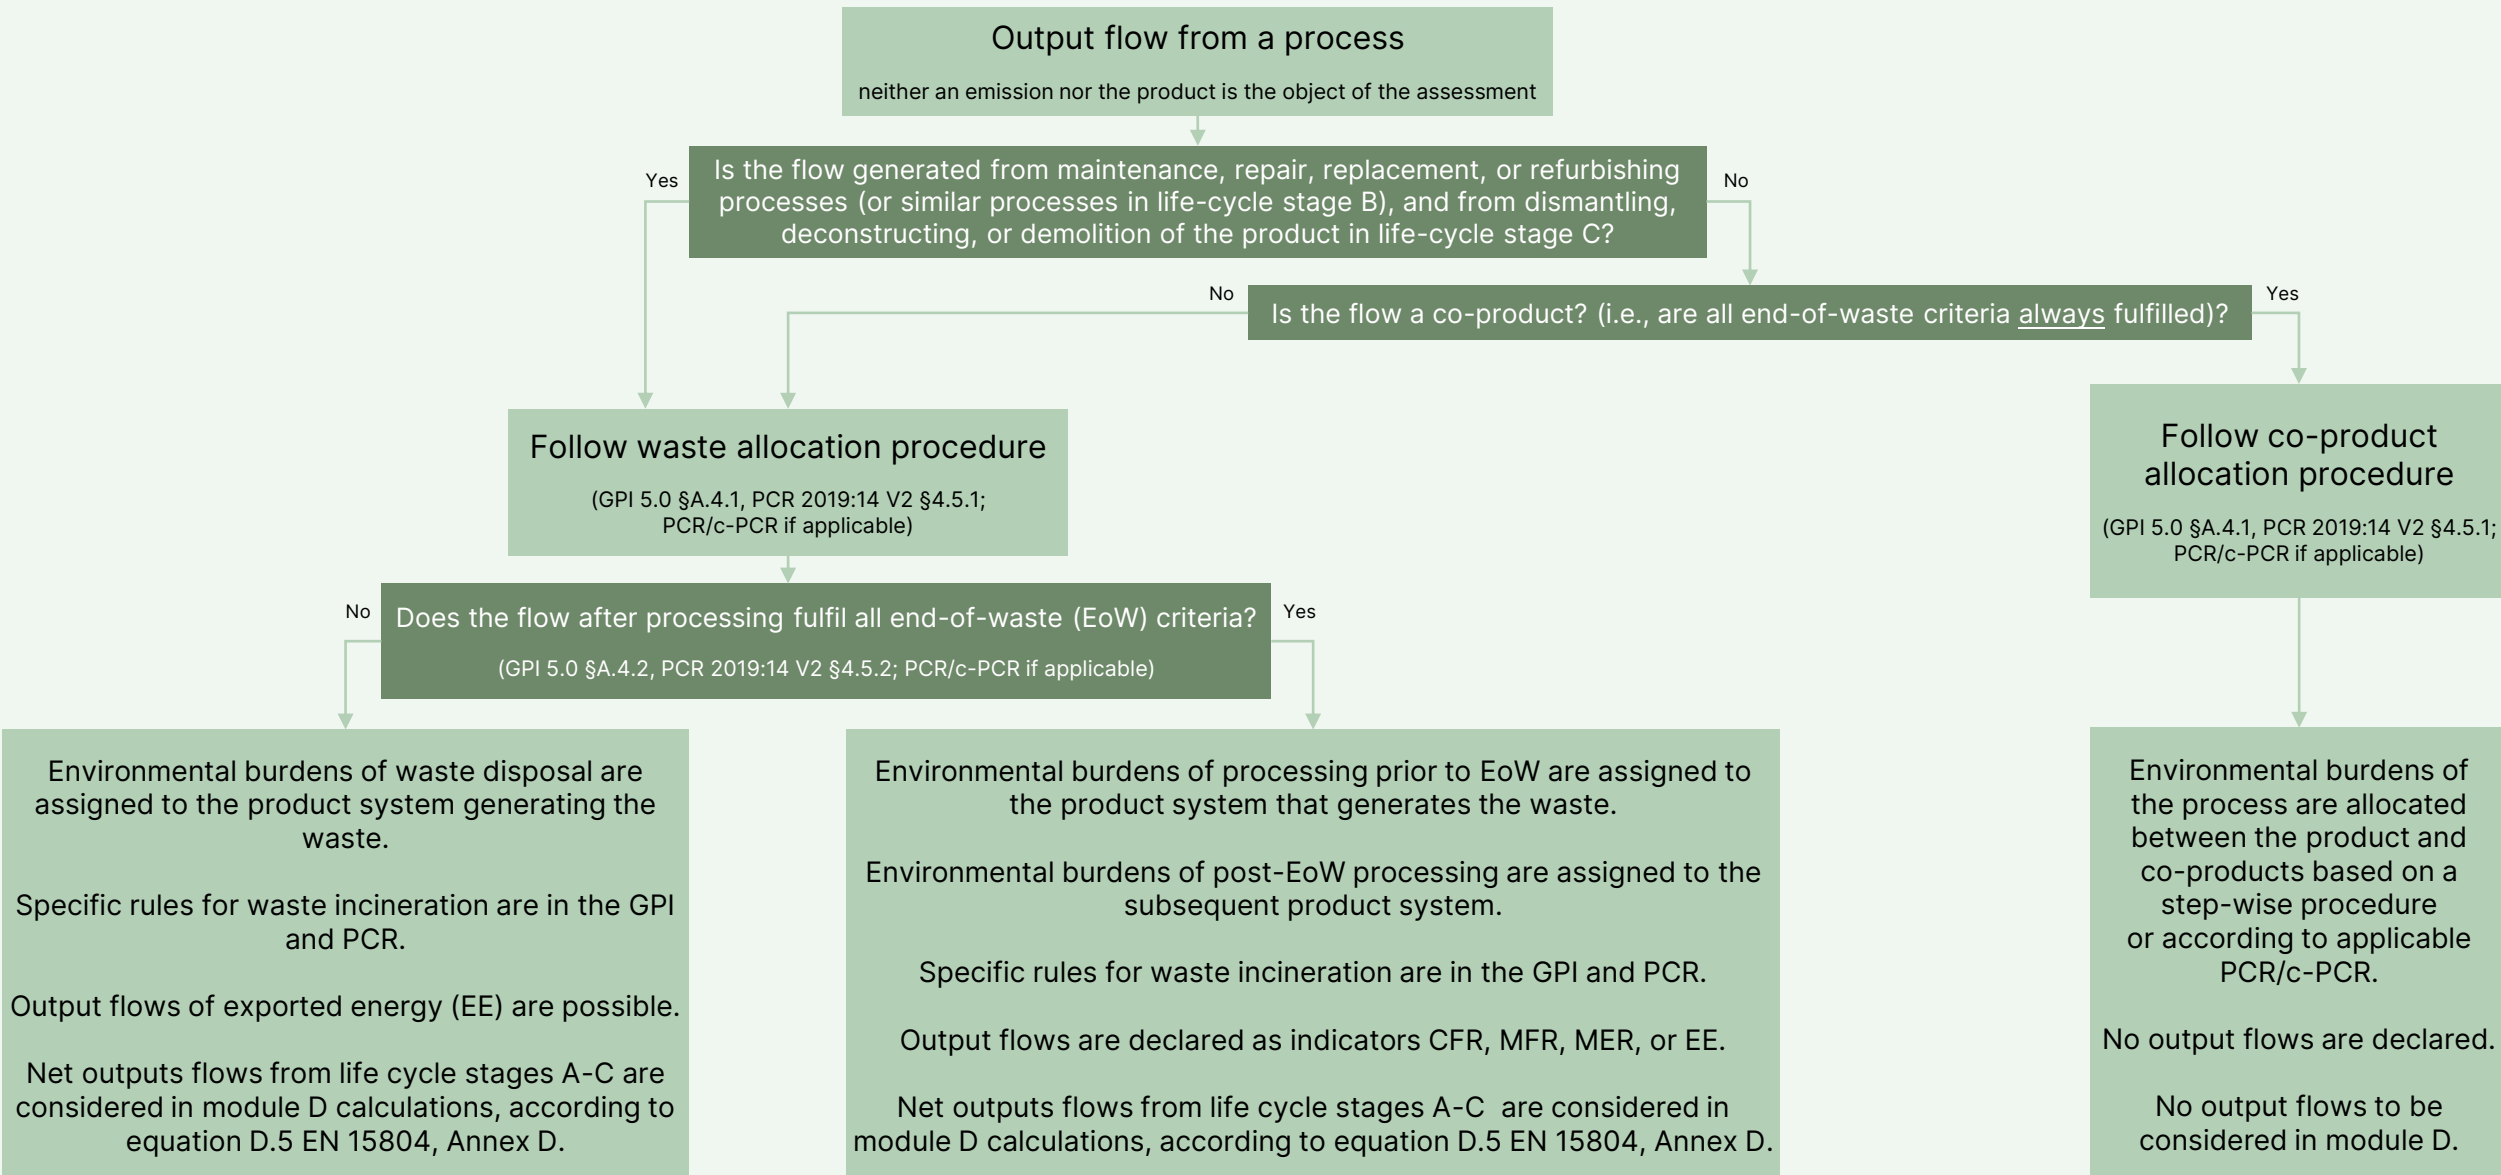 Output flow from a process
neither an emission nor the product is the object of the assessment
Yes
Is the flow generated from maintenance, repair, replacement, or refurbishing
processes (or similar processes in life-cycle stage B), and from dismantling,
deconstructing, or demolition of the product in life-cycle stage C?
No
No
Is the flow a co-product? (i.e., are all end-of-waste criteria always fulfilled)?
Yes
Follow waste allocation procedure
(GPI 5.0 §A.4.1, PCR 2019:14 V2 §4.5.1;
PCR/c-PCR if applicable)
Follow co-product
allocation procedure
(GPI 5.0 §A.4.1, PCR 2019:14 V2 §4.5.1;
PCR/c-PCR if applicable)
No
Does the flow after processing fulfil all end-of-waste (EoW) criteria?
(GPI 5.0 §A.4.2, PCR 2019:14 V2 §4.5.2; PCR/c-PCR if applicable)
Yes
Environmental burdens of waste disposal are
assigned to the product system generating the
waste.
Specific rules for waste incineration are in the GPI
and PCR.
Output flows of exported energy (EE) are possible.
Net outputs flows from life cycle stages A-C are
considered in module D calculations, according to
equation D.5 EN 15804, Annex D.
Environmental burdens of processing prior to EoW are assigned to
the product system that generates the waste.
Environmental burdens of post-EoW processing are assigned to the
subsequent product system.
Specific rules for waste incineration are in the GPI and PCR.
Output flows are declared as indicators CFR, MFR, MER, or EE.
Net outputs flows from life cycle stages A-C  are considered in
module D calculations, according to equation D.5 EN 15804, Annex D.
Environmental burdens of
the process are allocated
between the product and
co-products based on a
step-wise procedure
or according to applicable
PCR/c-PCR.
No output flows are declared.
No output flows to be
considered in module D.